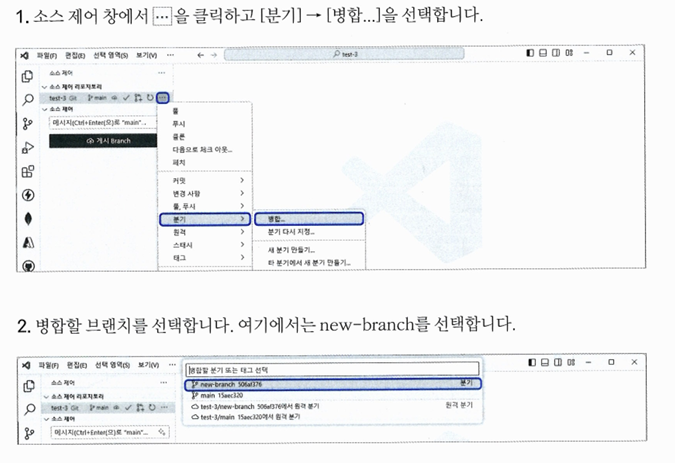 1. 소스 제어 창에서 ⋯ 을 클릭하고 [분기] → [병합...]을 선택합니다.
파일(F) 편집(E) 선택 영역(S) 보기(V) ⋯ ← → test-3
소스 제어 ⋯
소스 제어 리포지토리
test-3 Git main ⋯
소스 제어
메시지(Ctrl+Enter(으)로 "main"...
게시 Branch
풀
푸시
클론
다음으로 체크 아웃...
페치
커밋 >
변경 사항 >
풀, 푸시 >
분기 >
원격 >
스태시 >
태그 >
병합...
분기 다시 지정...
새 분기 만들기...
타 분기에서 새 분기 만들기...
2. 병합할 브랜치를 선택합니다. 여기에서는 new-branch를 선택합니다.
파일(F) 편집(E) 선택 영역(S) 보기(V) ⋯
병합할 분기 또는 태그 선택
소스 제어 ⋯
new-branch 506af376 분기
소스 제어 리포지토리
main 15aec320
test-3 Git main ⋯
test-3/new-branch 506af376에서 원격 분기 원격 분기
소스 제어
test-3/main 15aec320에서 원격 분기
메시지(Ctrl+Enter(으)로 "main"...